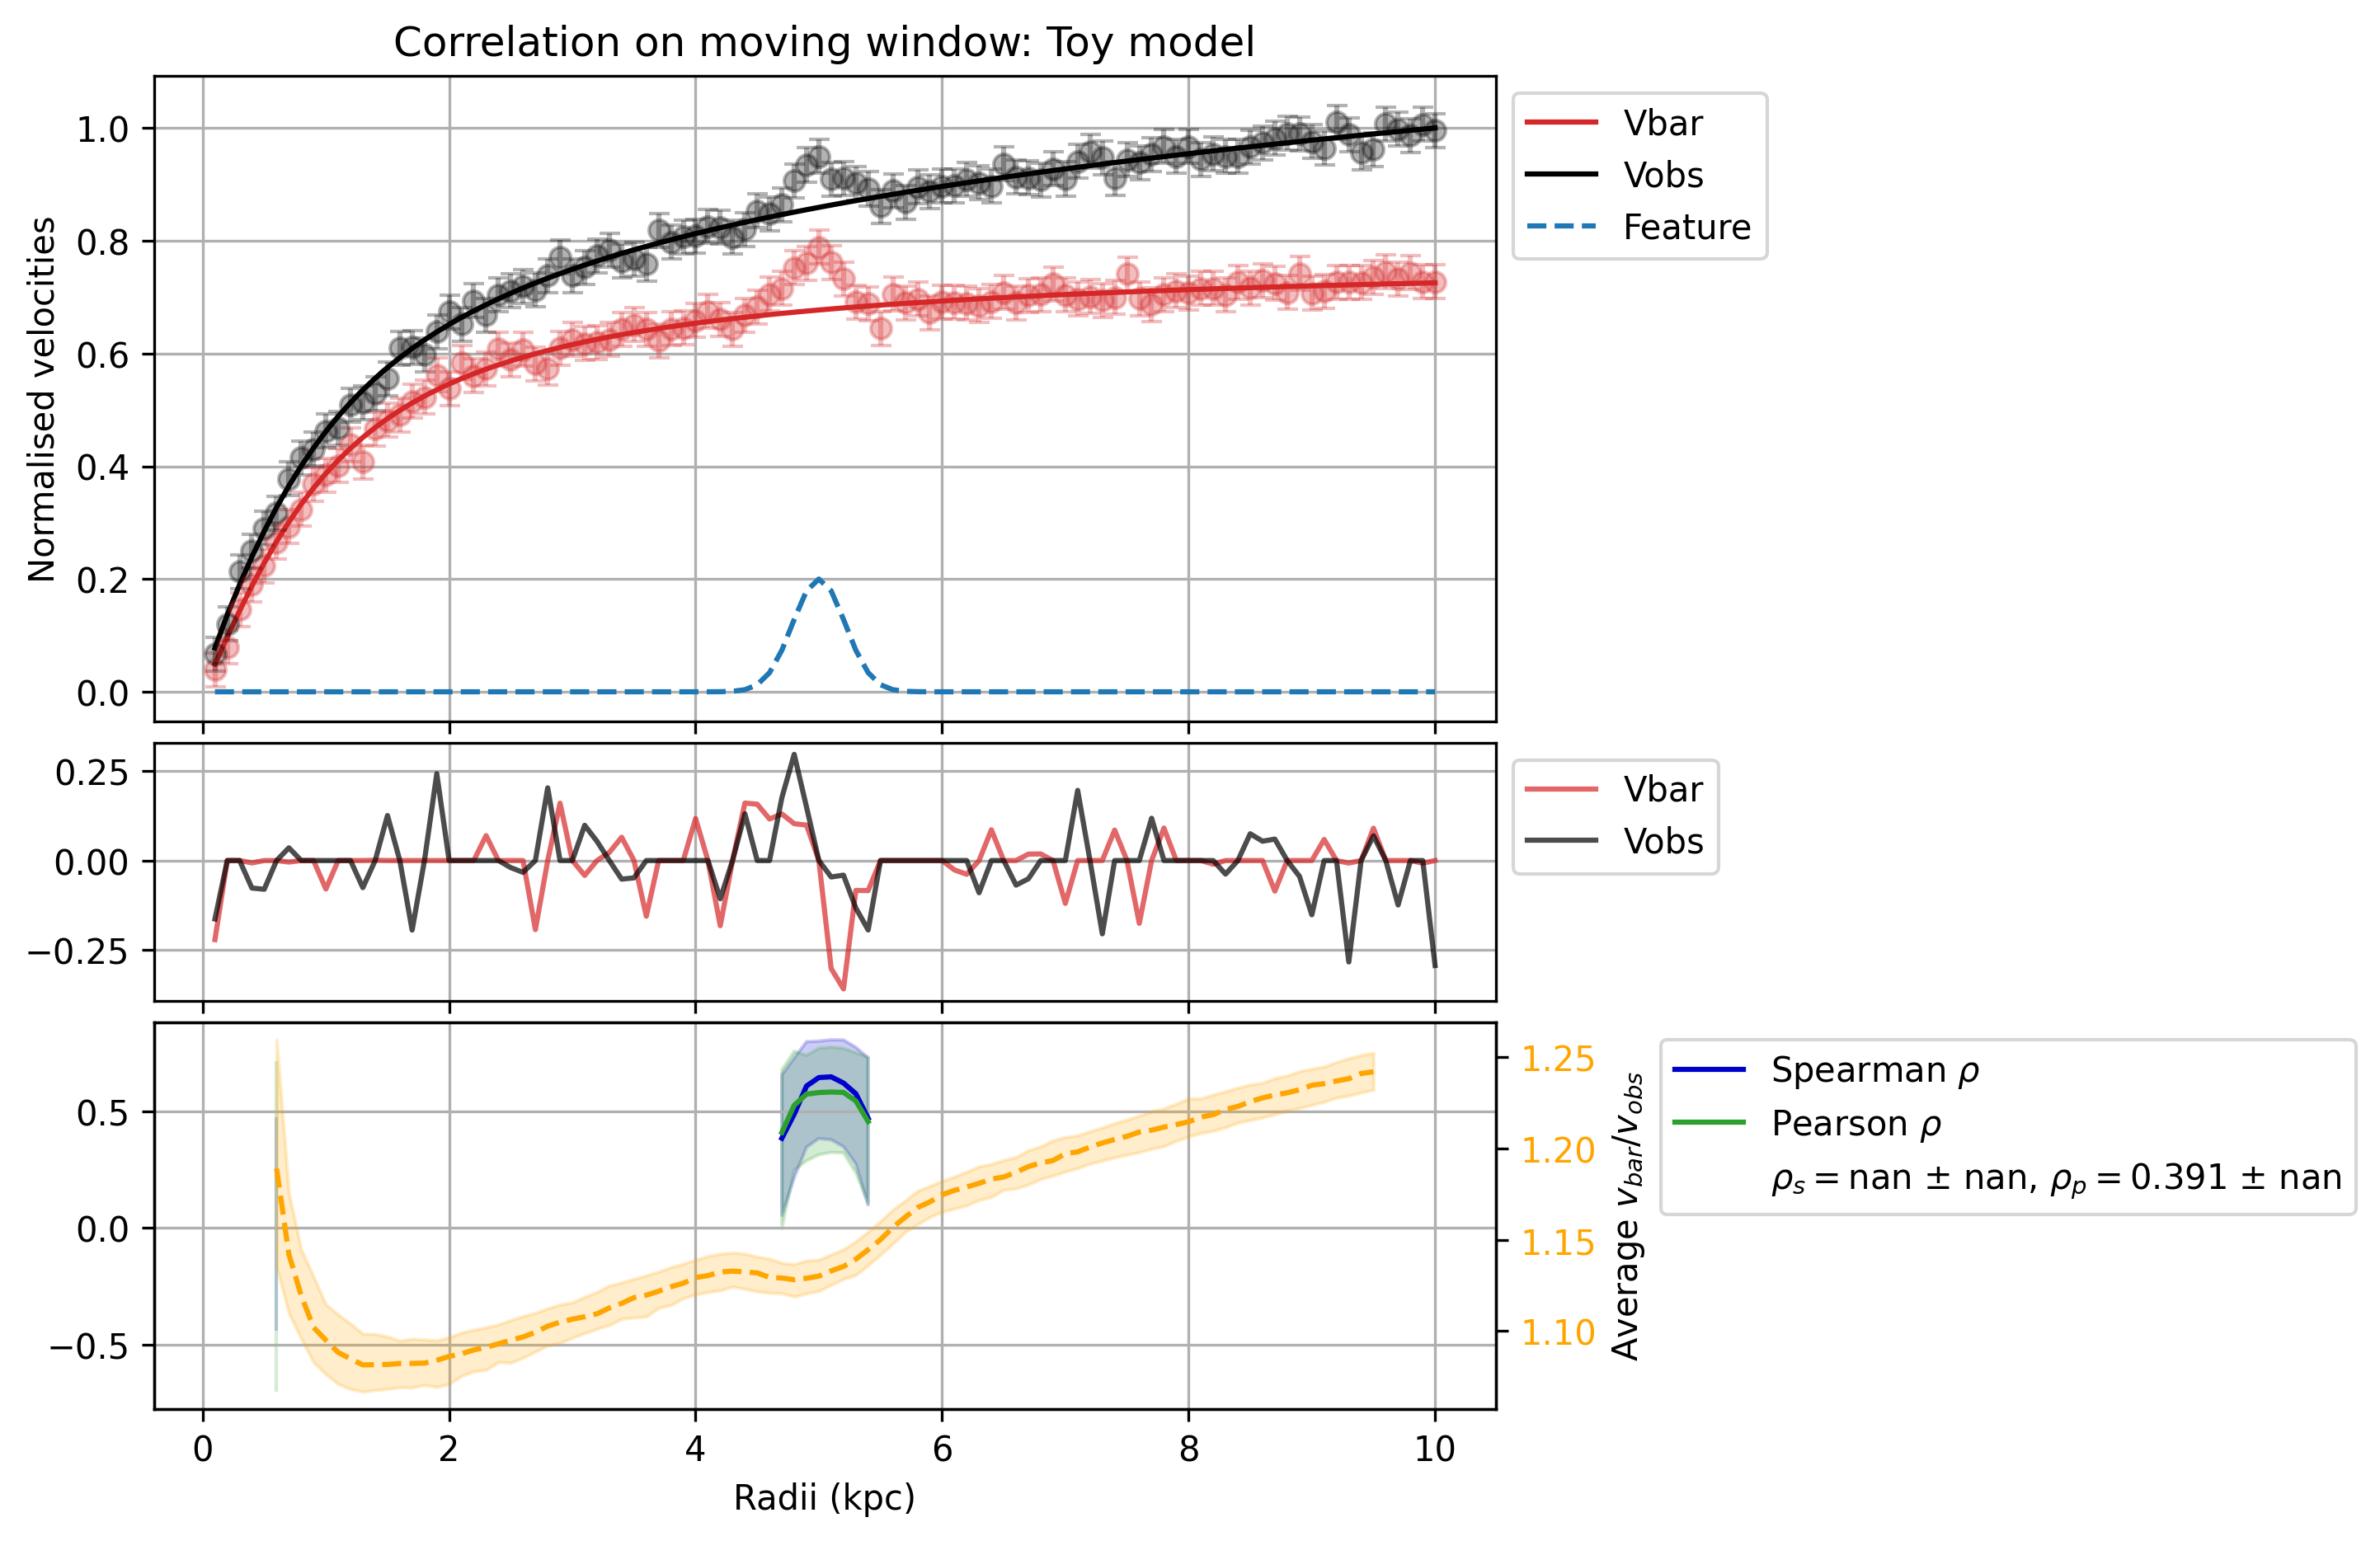 Correlation on moving window: Toy model
Normalised velocities
1.0
0.8
0.6
0.4
0.2
0.0
Vbar
Vobs
Feature
0.25
0.00
−0.25
Vbar
Vobs
0.5
0.0
−0.5
1.25
1.20
1.15
1.10
Average v_bar/v_obs
Spearman ρ
Pearson ρ
ρ_s = nan ± nan, ρ_p = 0.391 ± nan
0 2 4 6 8 10
Radii (kpc)